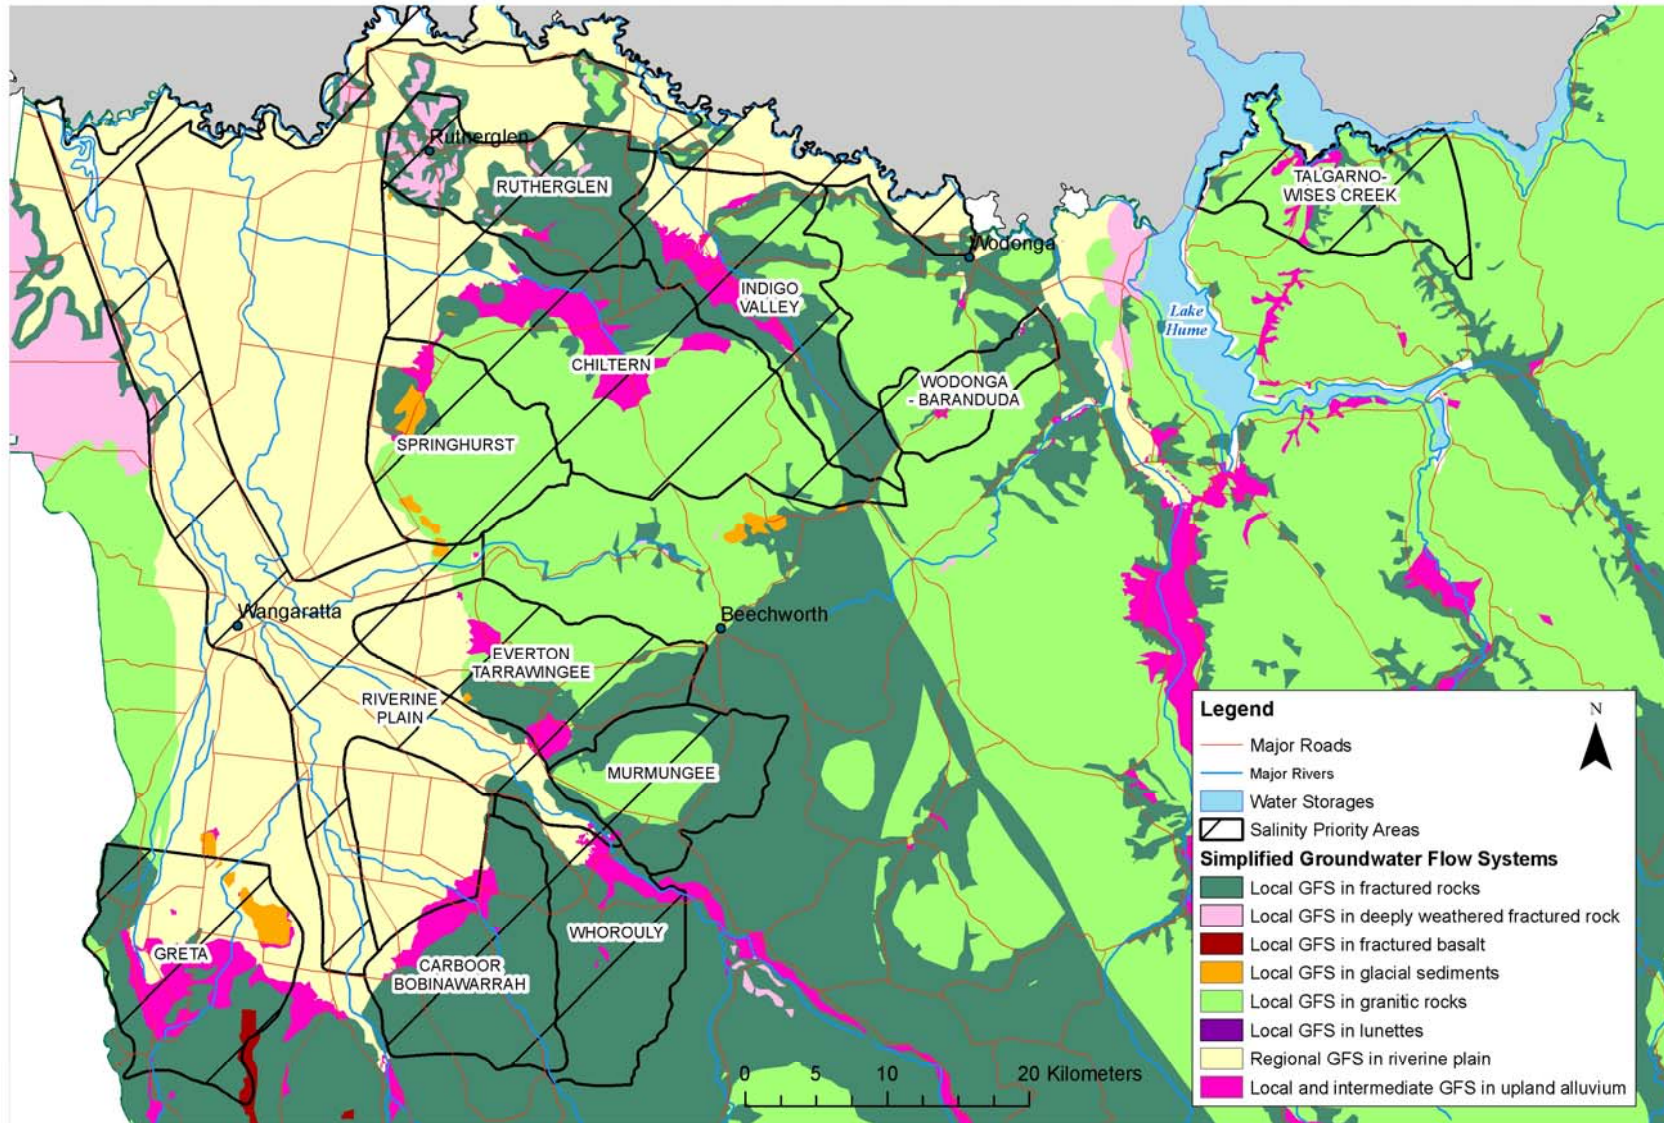 Rutherglen
RUTHERGLEN
TALGARNO-
WISES CREEK
Wodonga
INDIGO
VALLEY
Lake
Hume
CHILTERN
WODONGA
- BARANDUDA
SPRINGHURST
Wangaratta
Beechworth
EVERTON
TARRAWINGEE
RIVERINE
PLAIN
MURMUNGEE
GRETA
CARBOOR
BOBINAWARRAH
WHOROULY
0 5 10 20 Kilometers
Legend
N
Major Roads
Major Rivers
Water Storages
Salinity Priority Areas
Simplified Groundwater Flow Systems
Local GFS in fractured rocks
Local GFS in deeply weathered fractured rock
Local GFS in fractured basalt
Local GFS in glacial sediments
Local GFS in granitic rocks
Local GFS in lunettes
Regional GFS in riverine plain
Local and intermediate GFS in upland alluvium